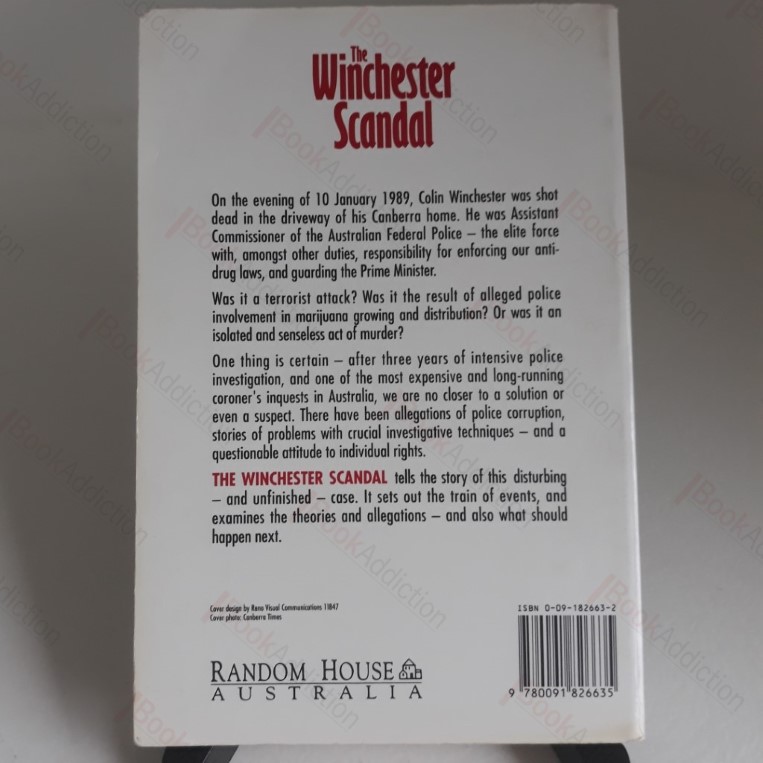 The
Winchester
Scandal
On the evening of 10 January 1989, Colin Winchester was shot
dead in the driveway of his Canberra home. He was Assistant
Commissioner of the Australian Federal Police – the elite force
with, amongst other duties, responsibility for enforcing our anti-
drug laws, and guarding the Prime Minister.
Was it a terrorist attack? Was it the result of alleged police
involvement in marijuana growing and distribution? Or was it an
isolated and senseless act of murder?
One thing is certain – after three years of intensive police
investigation, and one of the most expensive and long-running
coroner's inquests in Australia, we are no closer to a solution or
even a suspect. There have been allegations of police corruption,
stories of problems with crucial investigative techniques – and a
questionable attitude to individual rights.
THE WINCHESTER SCANDAL tells the story of this disturbing
– and unfinished – case. It sets out the train of events, and
examines the theories and allegations – and also what should
happen next.
Cover design by Reno Visual Communications 11847
Cover photo: Canberra Times
ISBN 0-09-182663-2
RANDOM HOUSE
AUSTRALIA
9 780091 826635
BookAddiction